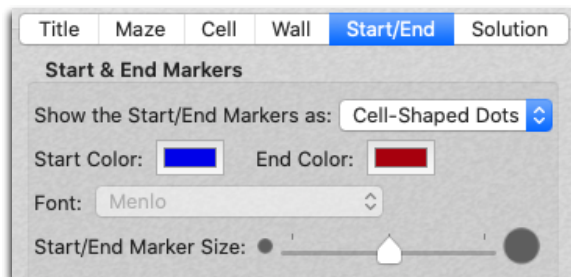 Title Maze Cell Wall Start/End Solution
Start & End Markers
Show the Start/End Markers as: Cell-Shaped Dots
Start Color: End Color:
Font: Menlo
Start/End Marker Size: